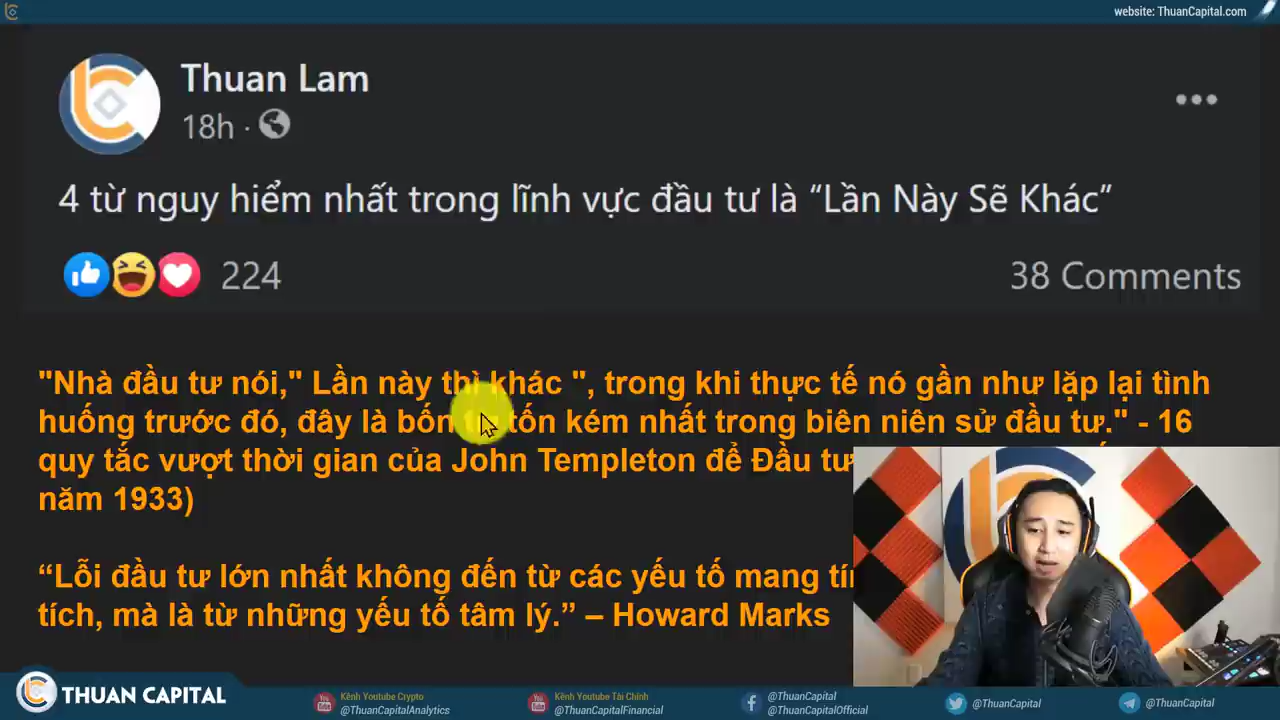 website: ThuanCapital.com
Thuan Lam
18h ·
4 từ nguy hiểm nhất trong lĩnh vực đầu tư là “Lần Này Sẽ Khác”
224
38 Comments
"Nhà đầu tư nói," Lần này thì khác ", trong khi thực tế nó gần như lặp lại tình
huống trước đó, đây là bốn tốn kém nhất trong biên niên sử đầu tư." - 16
quy tắc vượt thời gian của John Templeton để Đầu tư
năm 1933)
“Lỗi đầu tư lớn nhất không đến từ các yếu tố mang
tích, mà là từ những yếu tố tâm lý.” – Howard Marks
THUAN CAPITAL
Kênh Youtube Crypto
@ThuanCapitalAnalytics
Kênh Youtube Tài Chính
@ThuanCapitalFinancial
@ThuanCapital
@ThuanCapitalOfficial
@ThuanCapital
@ThuanCapital